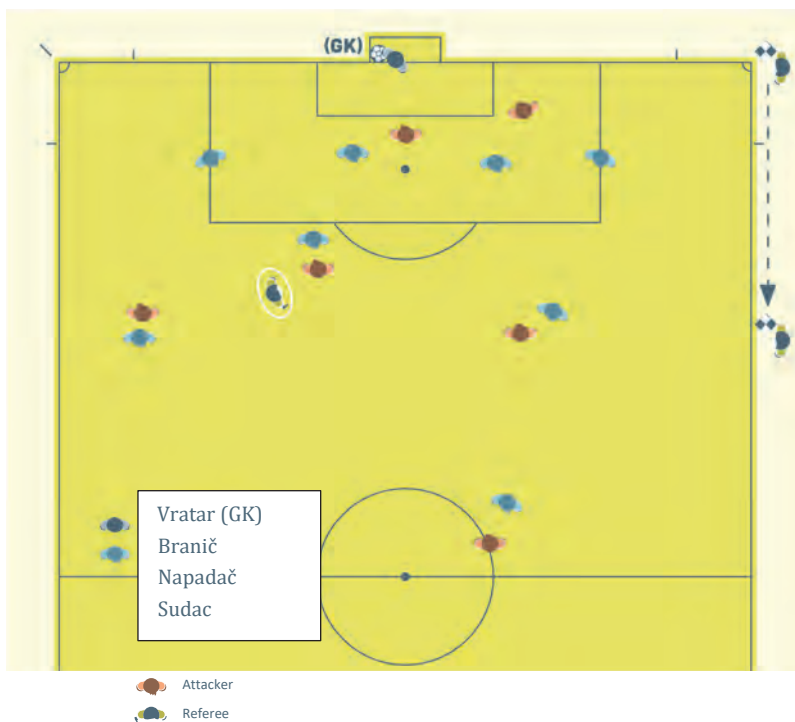 (GK)
Vratar (GK)
Branič
Napadač
Sudac
Attacker
Referee